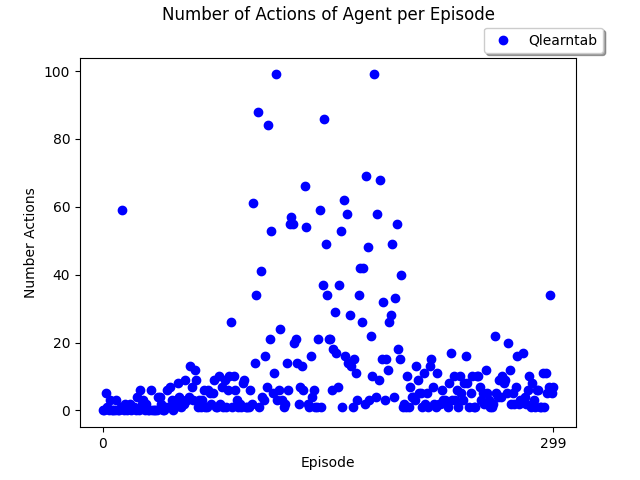 Number of Actions of Agent per Episode
Qlearntab
100
80
60
40
20
0
Number Actions
0 299
Episode